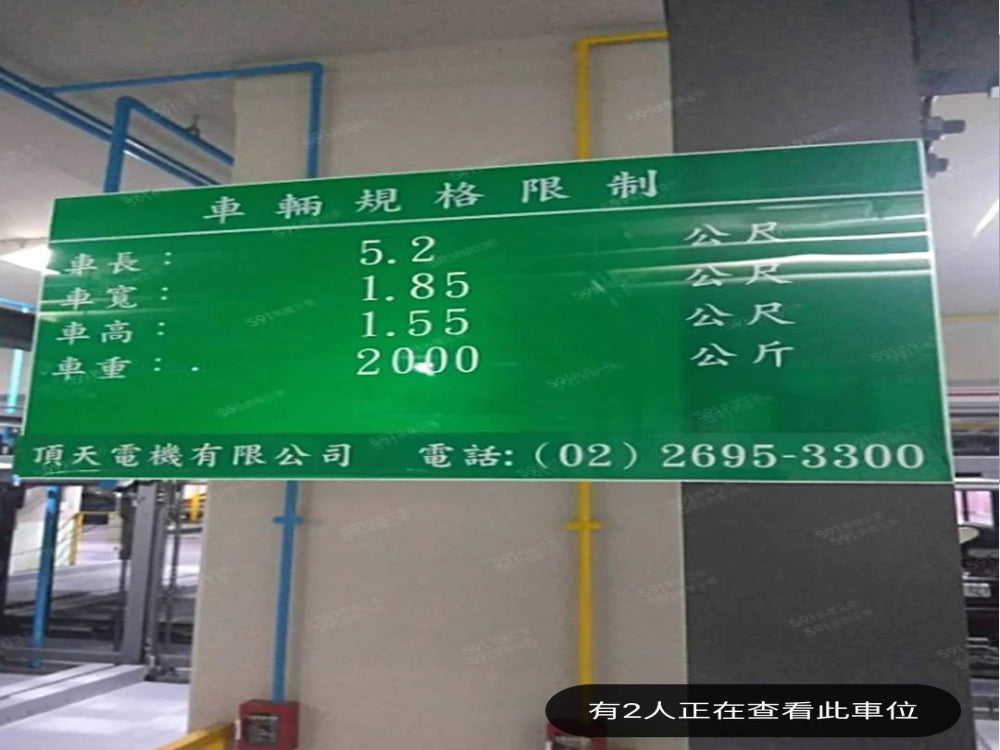 車輛規格限制
車長： 5.2 公尺
車寬： 1.85 公尺
車高： 1.55 公尺
車重：. 2000 公斤
頂天電機有限公司 電話:（02）2695-3300
有2人正在查看此車位